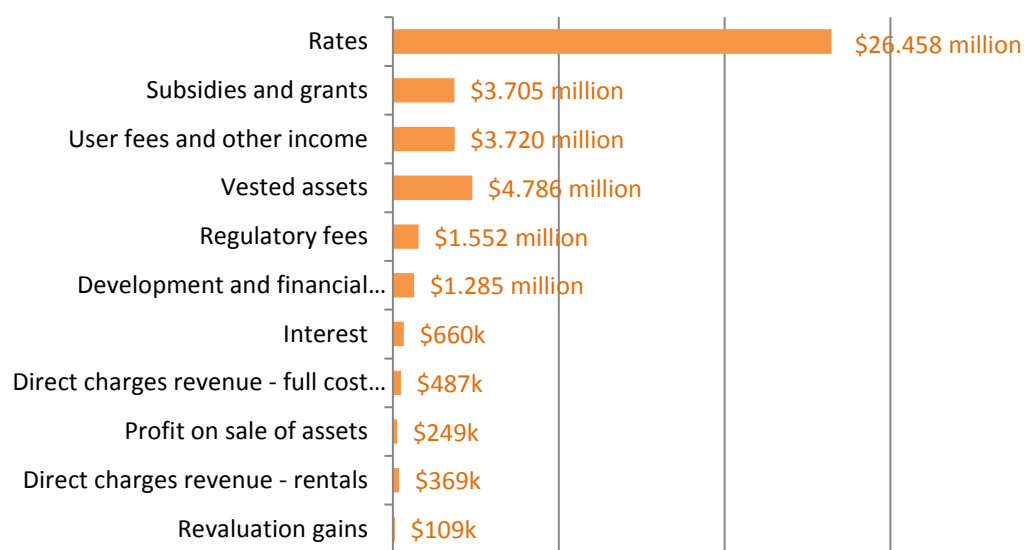 Rates $26.458 million
Subsidies and grants $3.705 million
User fees and other income $3.720 million
Vested assets $4.786 million
Regulatory fees $1.552 million
Development and financial... $1.285 million
Interest $660k
Direct charges revenue - full cost... $487k
Profit on sale of assets $249k
Direct charges revenue - rentals $369k
Revaluation gains $109k